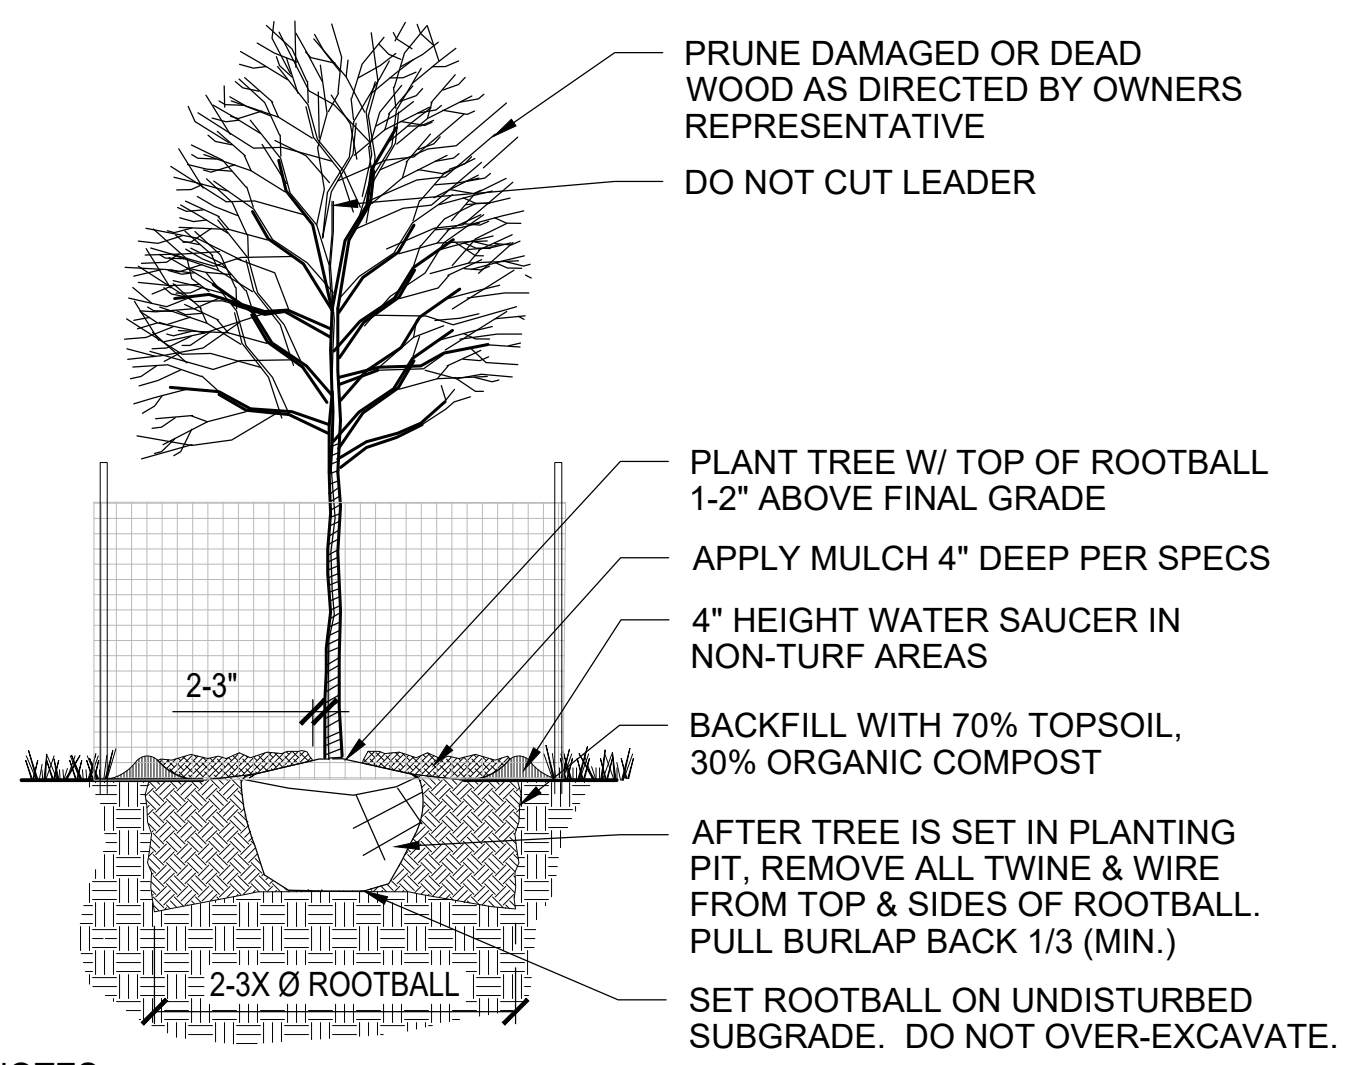 PRUNE DAMAGED OR DEAD
WOOD AS DIRECTED BY OWNERS
REPRESENTATIVE
DO NOT CUT LEADER
PLANT TREE W/ TOP OF ROOTBALL
1-2" ABOVE FINAL GRADE
APPLY MULCH 4" DEEP PER SPECS
4" HEIGHT WATER SAUCER IN
NON-TURF AREAS
2-3"
BACKFILL WITH 70% TOPSOIL,
30% ORGANIC COMPOST
AFTER TREE IS SET IN PLANTING
PIT, REMOVE ALL TWINE & WIRE
FROM TOP & SIDES OF ROOTBALL.
PULL BURLAP BACK 1/3 (MIN.)
2-3X Ø ROOTBALL
SET ROOTBALL ON UNDISTURBED
SUBGRADE. DO NOT OVER-EXCAVATE.